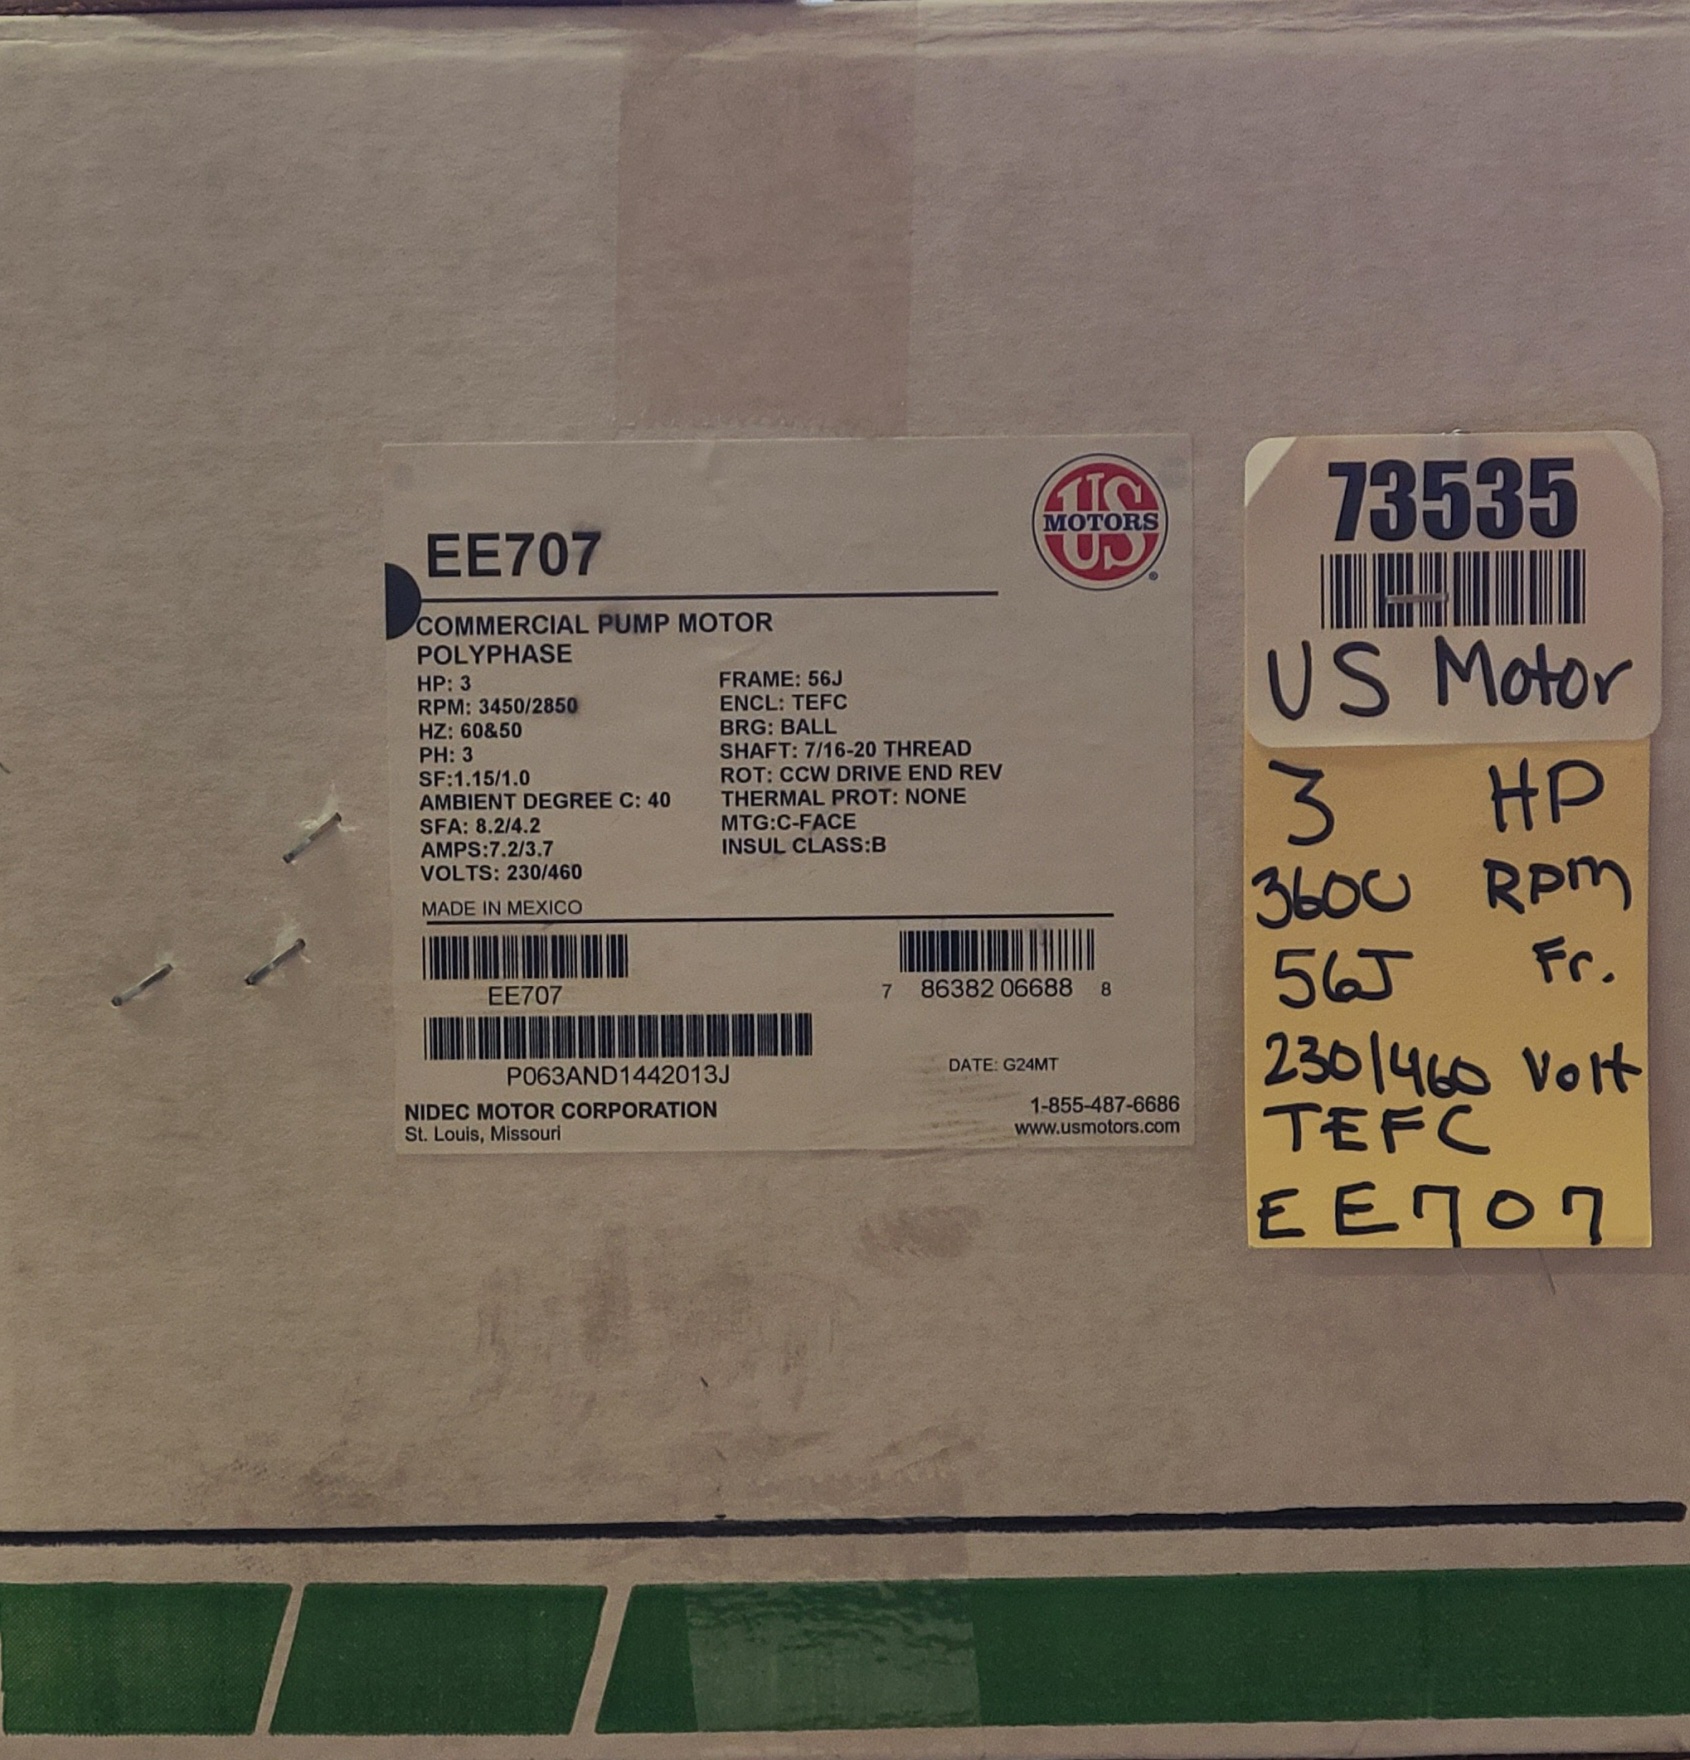 EE707
US
MOTORS
®
COMMERCIAL PUMP MOTOR
POLYPHASE
HP: 3
RPM: 3450/2850
HZ: 60&50
PH: 3
SF:1.15/1.0
AMBIENT DEGREE C: 40
SFA: 8.2/4.2
AMPS:7.2/3.7
VOLTS: 230/460
FRAME: 56J
ENCL: TEFC
BRG: BALL
SHAFT: 7/16-20 THREAD
ROT: CCW DRIVE END REV
THERMAL PROT: NONE
MTG:C-FACE
INSUL CLASS:B
MADE IN MEXICO
EE707
7 86382 06688 8
P063AND1442013J
DATE: G24MT
NIDEC MOTOR CORPORATION
St. Louis, Missouri
1-855-487-6686
www.usmotors.com
73535
US Motor
3 HP
3600 RPM
56J Fr.
230/460 Volt
TEFC
EE707